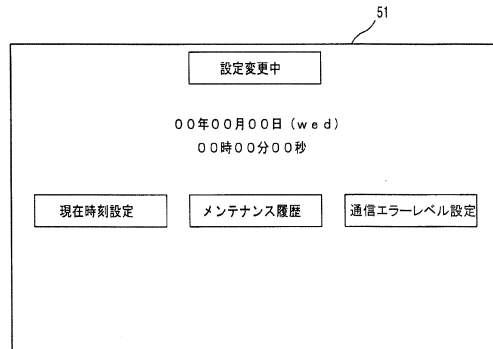 51
設定変更中
００年００月００日（ｗｅｄ）
００時００分００秒
現在時刻設定
メンテナンス履歴
通信エラーレベル設定